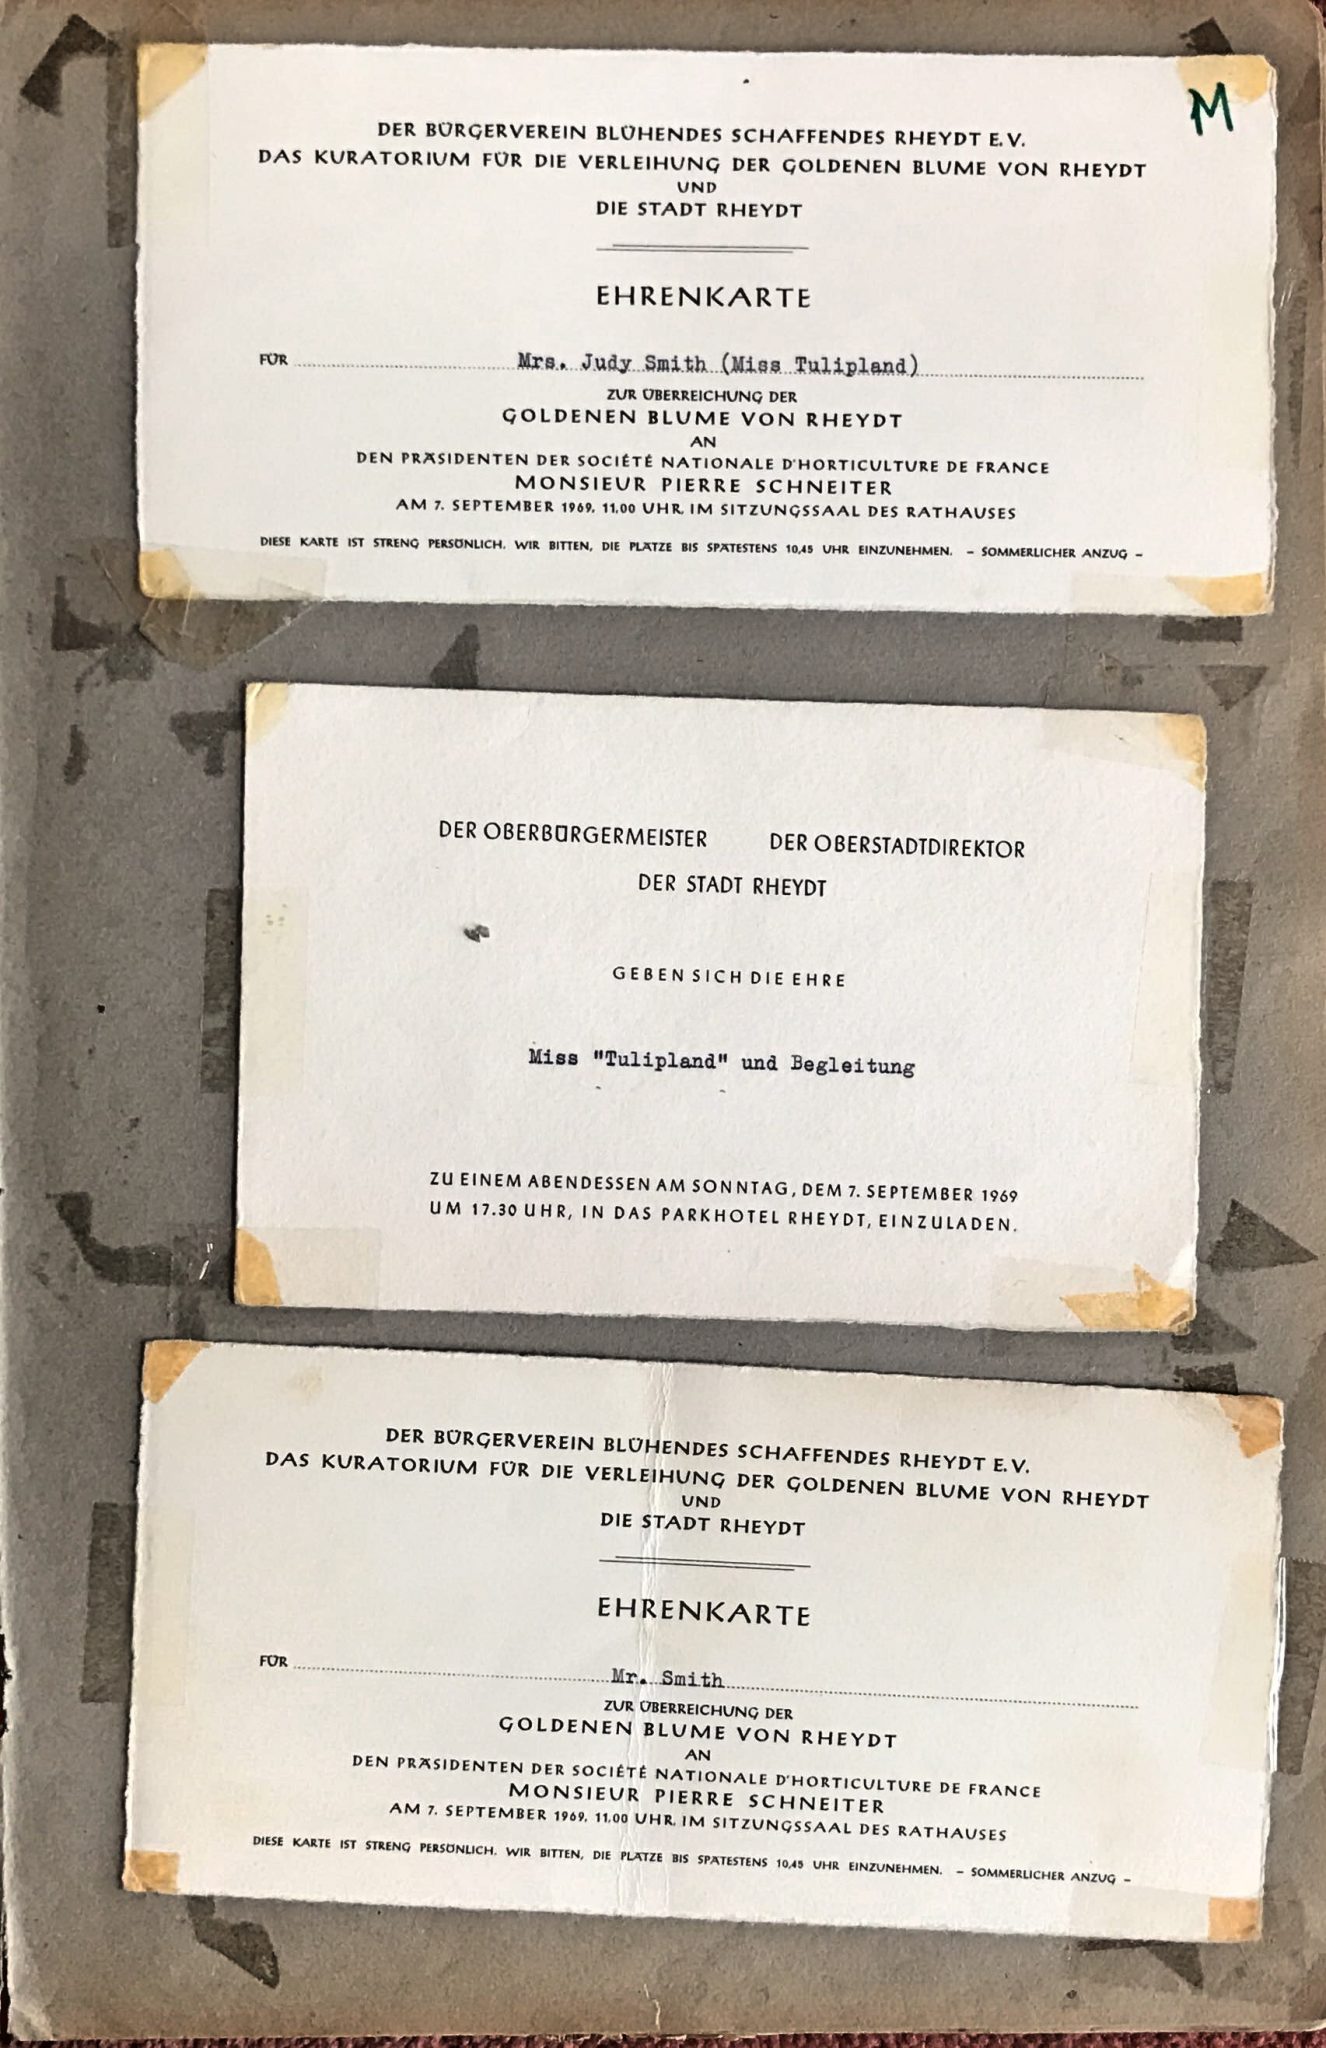 M
DER BÜRGERVEREIN BLÜHENDES SCHAFFENDES RHEYDT E.V.
DAS KURATORIUM FÜR DIE VERLEIHUNG DER GOLDENEN BLUME VON RHEYDT
UND
DIE STADT RHEYDT
EHRENKARTE
FÜR Mrs. Judy Smith (Miss Tulipland)
ZUR ÜBERREICHUNG DER
GOLDENEN BLUME VON RHEYDT
AN
DEN PRÄSIDENTEN DER SOCIÉTÉ NATIONALE D'HORTICULTURE DE FRANCE
MONSIEUR PIERRE SCHNEITER
AM 7. SEPTEMBER 1969, 11,00 UHR, IM SITZUNGSSAAL DES RATHAUSES
DIESE KARTE IST STRENG PERSÖNLICH. WIR BITTEN, DIE PLÄTZE BIS SPÄTESTENS 10,45 UHR EINZUNEHMEN. – SOMMERLICHER ANZUG –
DER OBERBÜRGERMEISTER DER OBERSTADTDIREKTOR
DER STADT RHEYDT
GEBEN SICH DIE EHRE
Miss "Tulipland" und Begleitung
ZU EINEM ABENDESSEN AM SONNTAG, DEM 7. SEPTEMBER 1969
UM 17.30 UHR, IN DAS PARKHOTEL RHEYDT, EINZULADEN.
DER BÜRGERVEREIN BLÜHENDES SCHAFFENDES RHEYDT E.V.
DAS KURATORIUM FÜR DIE VERLEIHUNG DER GOLDENEN BLUME VON RHEYDT
UND
DIE STADT RHEYDT
EHRENKARTE
FÜR Mr. Smith
ZUR ÜBERREICHUNG DER
GOLDENEN BLUME VON RHEYDT
AN
DEN PRÄSIDENTEN DER SOCIÉTÉ NATIONALE D'HORTICULTURE DE FRANCE
MONSIEUR PIERRE SCHNEITER
AM 7. SEPTEMBER 1969, 11,00 UHR, IM SITZUNGSSAAL DES RATHAUSES
DIESE KARTE IST STRENG PERSÖNLICH. WIR BITTEN, DIE PLÄTZE BIS SPÄTESTENS 10,45 UHR EINZUNEHMEN. – SOMMERLICHER ANZUG –